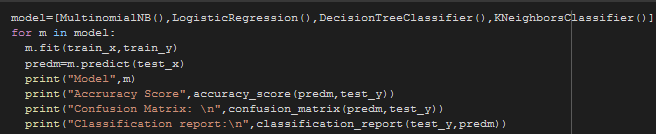 model=[MultinomialNB(),LogisticRegression(),DecisionTreeClassifier(),KNeighborsClassifier()]
for m in model:
  m.fit(train_x,train_y)
  predm=m.predict(test_x)
  print("Model",m)
  print("Accruracy Score",accuracy_score(predm,test_y))
  print("Confusion Matrix: \n",confusion_matrix(predm,test_y))
  print("Classification report:\n",classification_report(test_y,predm))